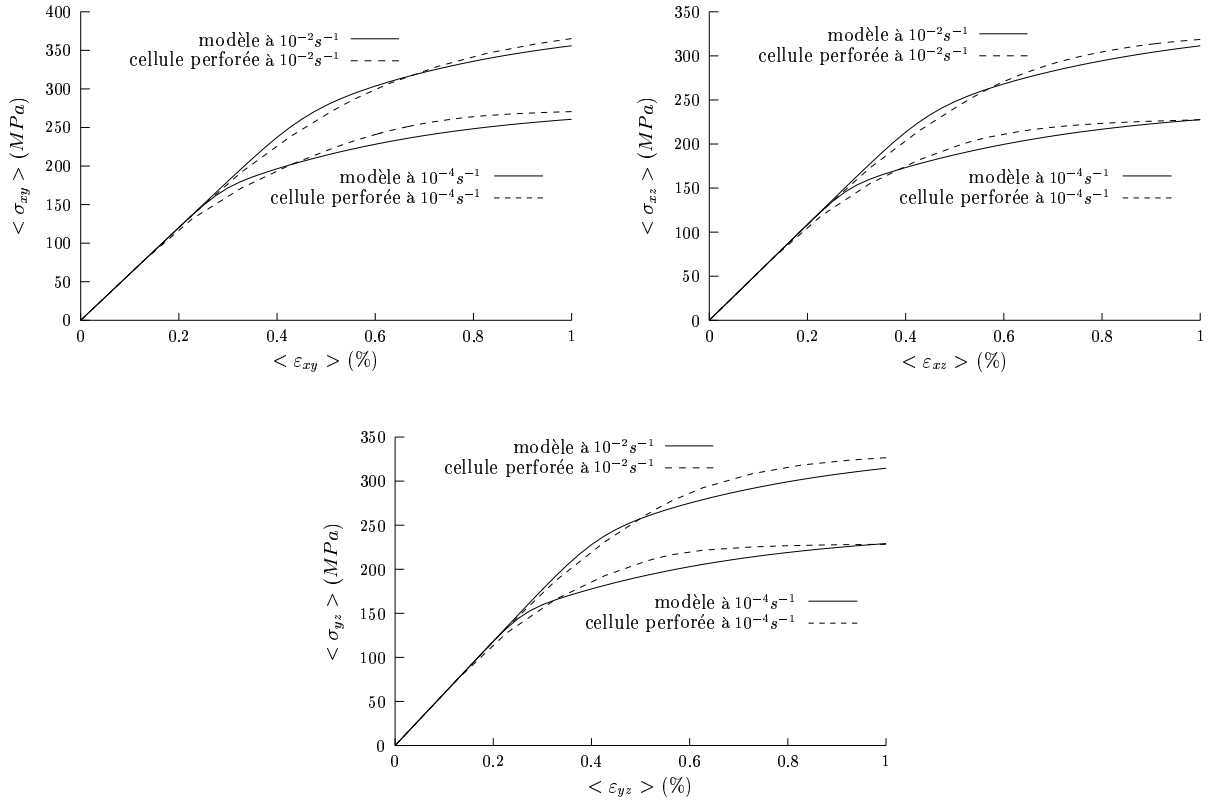 400
350
300
250
200
150
100
50
0
0 0.2 0.4 0.6 0.8 1
< σxy > (MPa)
< εxy > (%)
modèle à 10⁻²s⁻¹
cellule perforée à 10⁻²s⁻¹
modèle à 10⁻⁴s⁻¹
cellule perforée à 10⁻⁴s⁻¹
350
300
250
200
150
100
50
0
0 0.2 0.4 0.6 0.8 1
< σxz > (MPa)
< εxz > (%)
modèle à 10⁻²s⁻¹
cellule perforée à 10⁻²s⁻¹
modèle à 10⁻⁴s⁻¹
cellule perforée à 10⁻⁴s⁻¹
350
300
250
200
150
100
50
0
0 0.2 0.4 0.6 0.8 1
< σyz > (MPa)
< εyz > (%)
modèle à 10⁻²s⁻¹
cellule perforée à 10⁻²s⁻¹
modèle à 10⁻⁴s⁻¹
cellule perforée à 10⁻⁴s⁻¹